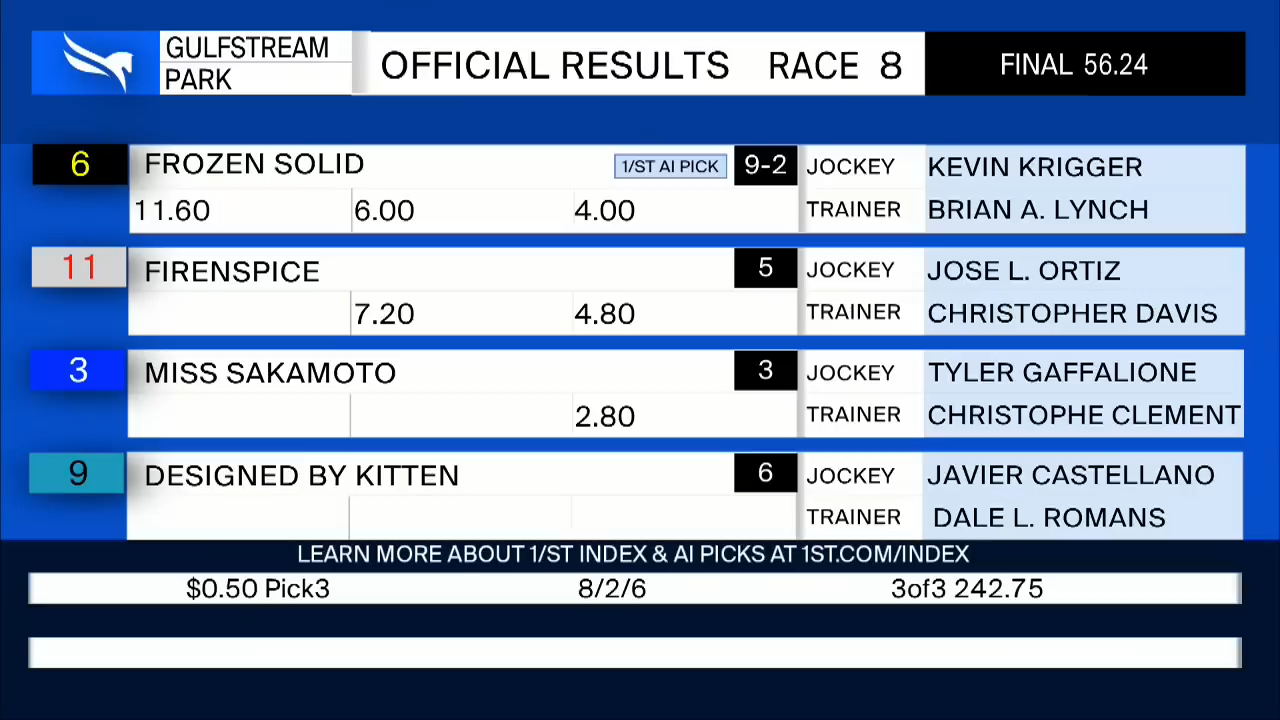 GULFSTREAM
PARK
OFFICIAL RESULTS RACE 8
FINAL 56.24
6 FROZEN SOLID 1/ST AI PICK 9-2 JOCKEY KEVIN KRIGGER
11.60 6.00 4.00 TRAINER BRIAN A. LYNCH
11 FIRENSPICE 5 JOCKEY JOSE L. ORTIZ
7.20 4.80 TRAINER CHRISTOPHER DAVIS
3 MISS SAKAMOTO 3 JOCKEY TYLER GAFFALIONE
2.80 TRAINER CHRISTOPHE CLEMENT
9 DESIGNED BY KITTEN 6 JOCKEY JAVIER CASTELLANO
TRAINER DALE L. ROMANS
LEARN MORE ABOUT 1/ST INDEX & AI PICKS AT 1ST.COM/INDEX
$0.50 Pick3 8/2/6 3of3 242.75